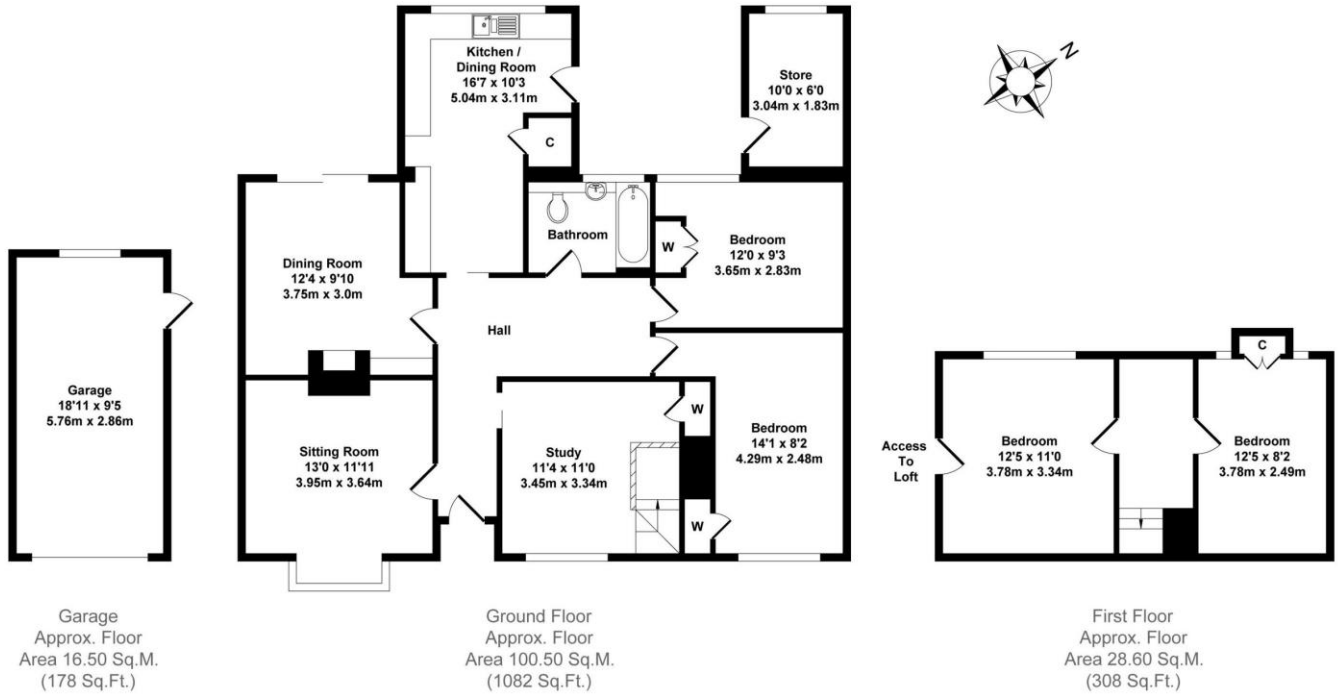 Kitchen /
Dining Room
16'7 x 10'3
5.04m x 3.11m
C
Store
10'0 x 6'0
3.04m x 1.83m
N
Bathroom
W
Bedroom
12'0 x 9'3
3.65m x 2.83m
Dining Room
12'4 x 9'10
3.75m x 3.0m
Hall
Garage
18'11 x 9'5
5.76m x 2.86m
Sitting Room
13'0 x 11'11
3.95m x 3.64m
Study
11'4 x 11'0
3.45m x 3.34m
W
W
Bedroom
14'1 x 8'2
4.29m x 2.48m
Access
To
Loft
Bedroom
12'5 x 11'0
3.78m x 3.34m
C
Bedroom
12'5 x 8'2
3.78m x 2.49m
Garage
Approx. Floor
Area 16.50 Sq.M.
(178 Sq.Ft.)
Ground Floor
Approx. Floor
Area 100.50 Sq.M.
(1082 Sq.Ft.)
First Floor
Approx. Floor
Area 28.60 Sq.M.
(308 Sq.Ft.)